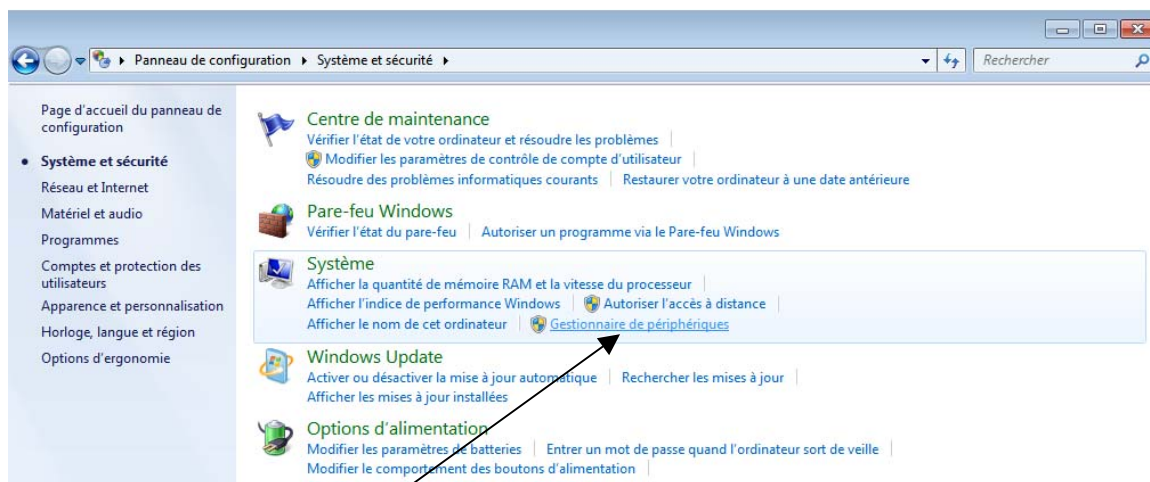 Panneau de configuration ▸ Système et sécurité ▸
Rechercher
Page d'accueil du panneau de
configuration
Système et sécurité
Réseau et Internet
Matériel et audio
Programmes
Comptes et protection des
utilisateurs
Apparence et personnalisation
Horloge, langue et région
Options d'ergonomie
Centre de maintenance
Vérifier l'état de votre ordinateur et résoudre les problèmes
Modifier les paramètres de contrôle de compte d'utilisateur
Résoudre des problèmes informatiques courants | Restaurer votre ordinateur à une date antérieure
Pare-feu Windows
Vérifier l'état du pare-feu | Autoriser un programme via le Pare-feu Windows
Système
Afficher la quantité de mémoire RAM et la vitesse du processeur
Afficher l'indice de performance Windows | Autoriser l'accès à distance
Afficher le nom de cet ordinateur | Gestionnaire de périphériques
Windows Update
Activer ou désactiver la mise à jour automatique | Rechercher les mises à jour
Afficher les mises à jour installées
Options d'alimentation
Modifier les paramètres de batteries | Entrer un mot de passe quand l'ordinateur sort de veille
Modifier le comportement des boutons d'alimentation